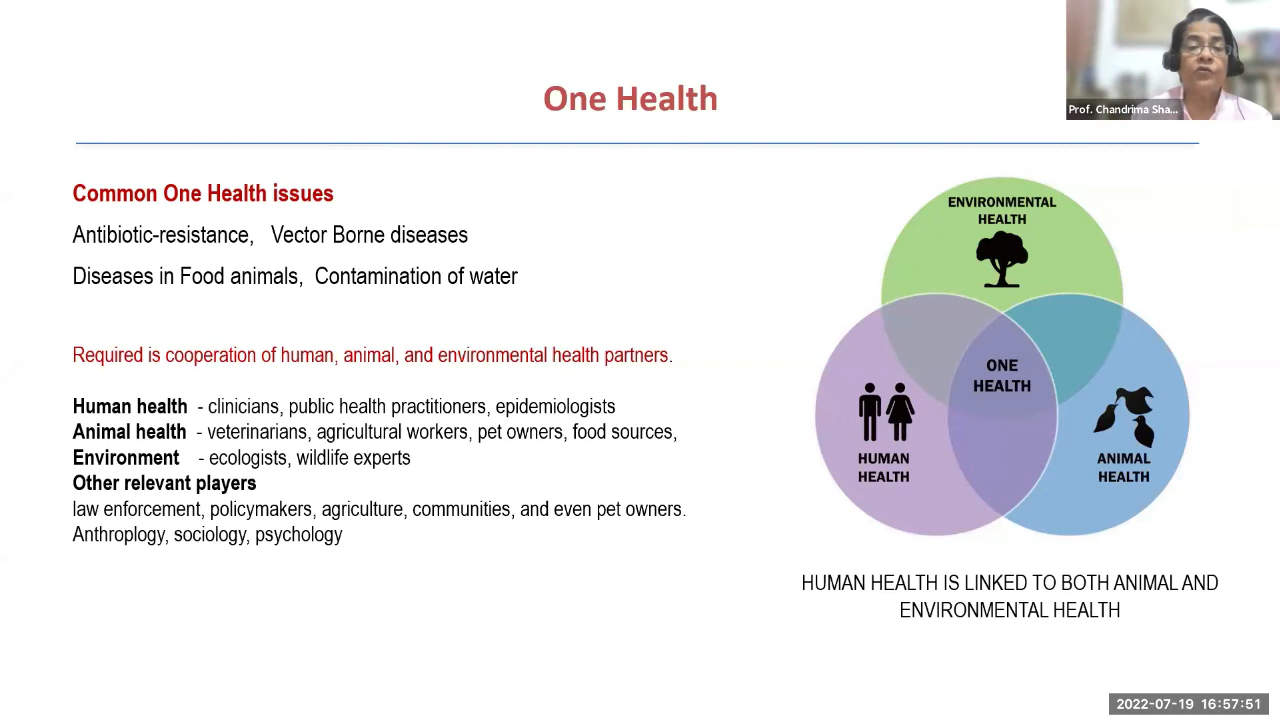 Prof. Chandrima Sha...
One Health
Common One Health issues
Antibiotic-resistance, Vector Borne diseases
Diseases in Food animals, Contamination of water
Required is cooperation of human, animal, and environmental health partners.
Human health - clinicians, public health practitioners, epidemiologists
Animal health - veterinarians, agricultural workers, pet owners, food sources,
Environment - ecologists, wildlife experts
Other relevant players
law enforcement, policymakers, agriculture, communities, and even pet owners.
Anthroplogy, sociology, psychology
ENVIRONMENTAL
HEALTH
ONE
HEALTH
HUMAN
HEALTH
ANIMAL
HEALTH
HUMAN HEALTH IS LINKED TO BOTH ANIMAL AND
ENVIRONMENTAL HEALTH
2022-07-19 16:57:51